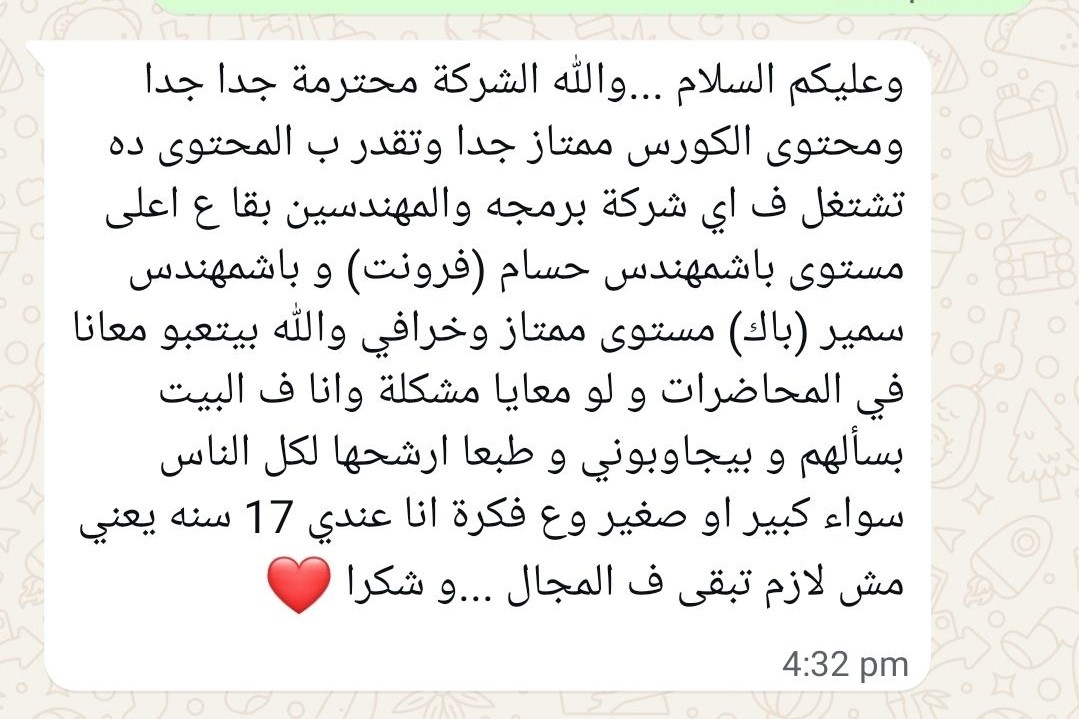 وعليكم السلام ...والله الشركة محترمة جدا جدا
ومحتوى الكورس ممتاز جدا وتقدر ب المحتوى ده
تشتغل ف اي شركة برمجه والمهندسين بقا ع اعلى
مستوى باشمهندس حسام (فرونت) و باشمهندس
سمير (باك) مستوى ممتاز وخرافي والله بيتعبو معانا
في المحاضرات و لو معايا مشكلة وانا ف البيت
بسألهم و بيجاوبوني و طبعا ارشحها لكل الناس
سواء كبير او صغير وع فكرة انا عندي 17 سنه يعني
مش لازم تبقى ف المجال ...و شكرا ❤️
4:32 pm